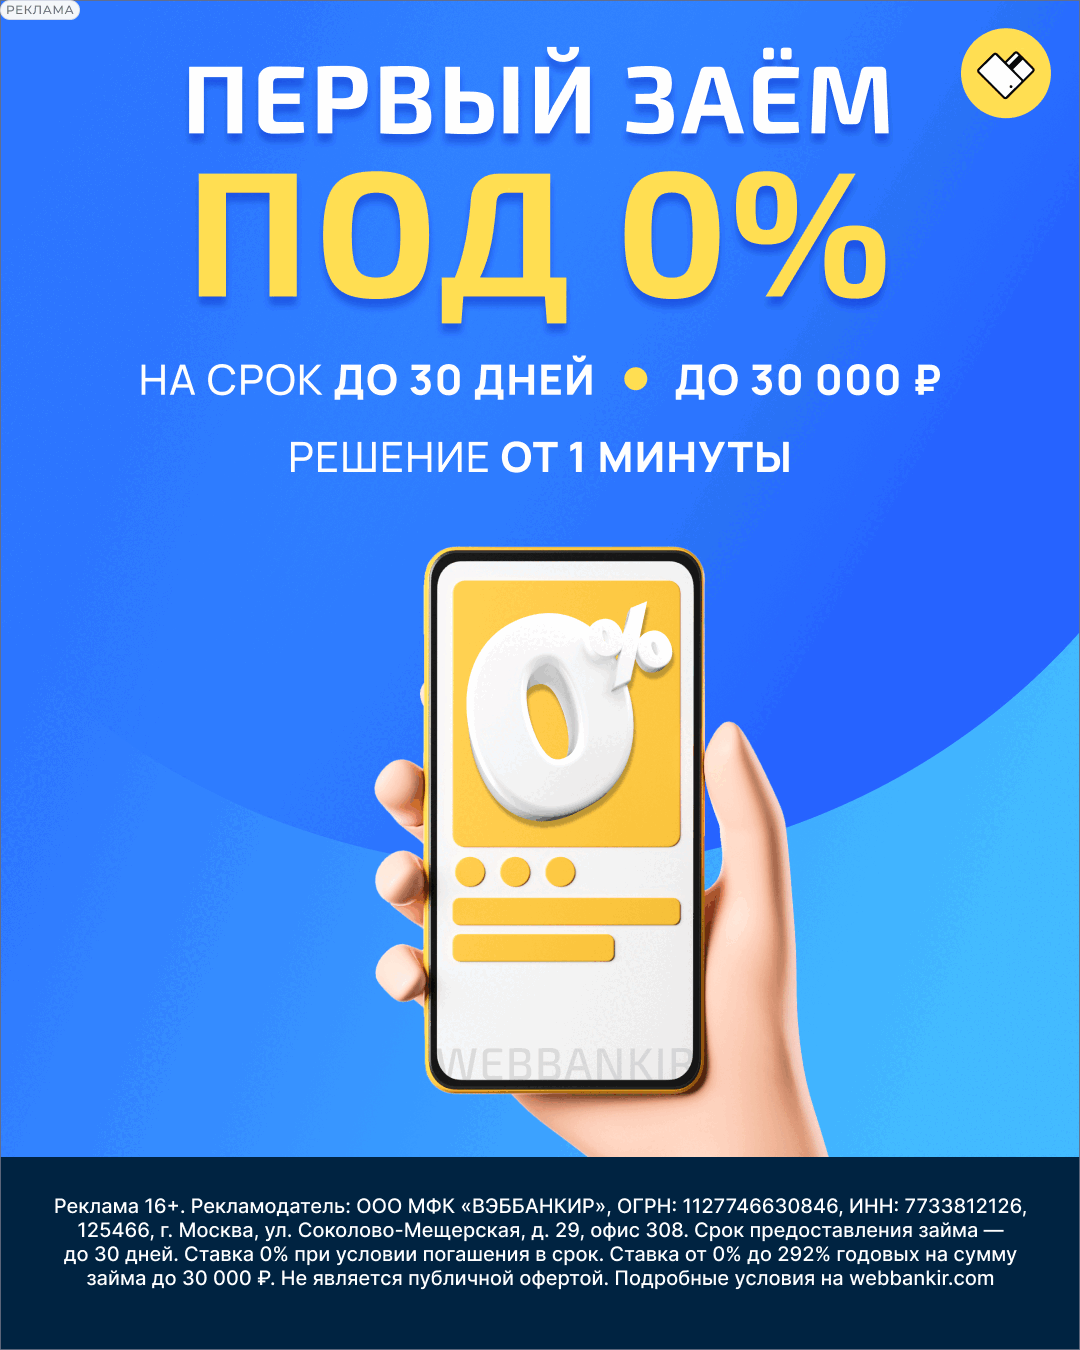 РЕКЛАМА
ПЕРВЫЙ ЗАЁМ
ПОД 0%
НА СРОК ДО 30 ДНЕЙ • ДО 30 000 ₽
РЕШЕНИЕ ОТ 1 МИНУТЫ
0%
WEBBANKIR
Реклама 16+. Рекламодатель: ООО МФК «ВЭББАНКИР», ОГРН: 1127746630846, ИНН: 7733812126,
125466, г. Москва, ул. Соколово-Мещерская, д. 29, офис 308. Срок предоставления займа —
до 30 дней. Ставка 0% при условии погашения в срок. Ставка от 0% до 292% годовых на сумму
займа до 30 000 ₽. Не является публичной офертой. Подробные условия на webbankir.com